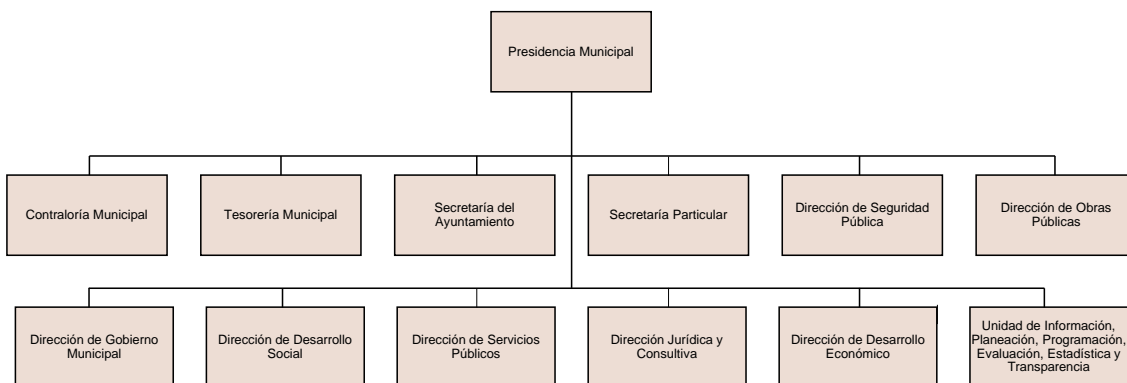 Presidencia Municipal
Contraloría Municipal
Tesorería Municipal
Secretaría del
Ayuntamiento
Secretaría Particular
Dirección de Seguridad
Pública
Dirección de Obras
Públicas
Dirección de Gobierno
Municipal
Dirección de Desarrollo
Social
Dirección de Servicios
Públicos
Dirección Jurídica y
Consultiva
Dirección de Desarrollo
Económico
Unidad de Información,
Planeación, Programación,
Evaluación, Estadística y
Transparencia